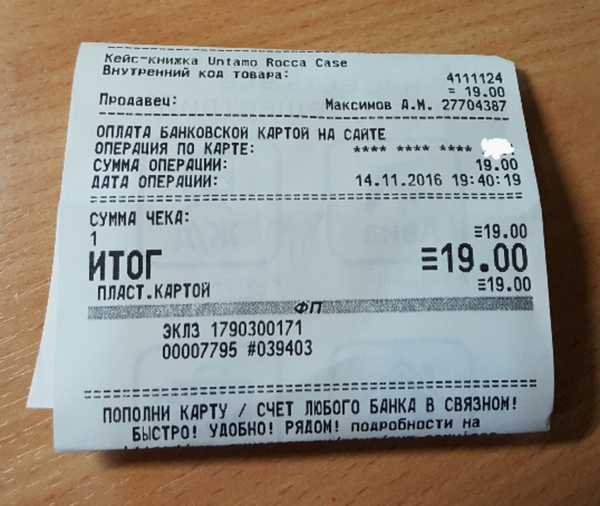 Кейс-книжка Untamo Rocca Case
Внутренний код товара: 4111124
= 19.00
Продавец: Максимов А.М. 27704387
ОПЛАТА БАНКОВСКОЙ КАРТОЙ НА САЙТЕ
ОПЕРАЦИЯ ПО КАРТЕ: **** **** ****
СУММА ОПЕРАЦИИ: 19.00
ДАТА ОПЕРАЦИИ: 14.11.2016 19:40:19
СУММА ЧЕКА:
1 ≡19.00
ИТОГ ≡19.00
ПЛАСТ.КАРТОЙ ≡19.00
ФП
ЭКЛЗ 1790300171
00007795 #039403
ПОПОЛНИ КАРТУ / СЧЕТ ЛЮБОГО БАНКА В СВЯЗНОМ!
БЫСТРО! УДОБНО! РЯДОМ! подробности на